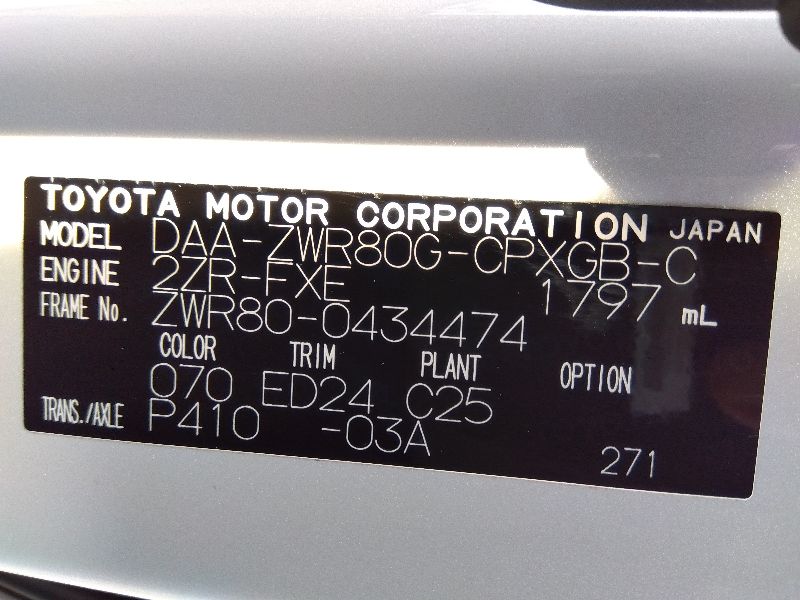 TOYOTA MOTOR CORPORATION JAPAN
MODEL DAA-ZWR80G-CPXGB-C
ENGINE 2ZR-FXE 1797 mL
FRAME No. ZWR80-0434474
COLOR TRIM PLANT OPTION
070 ED24 C25
TRANS./AXLE P410 -03A
271